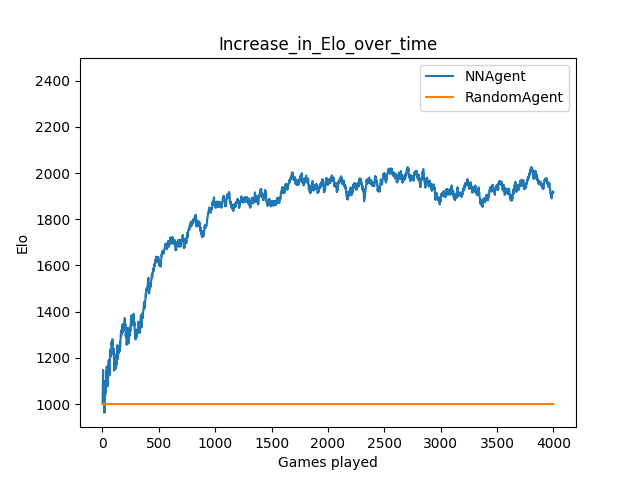 Increase_in_Elo_over_time
NNAgent
RandomAgent
2400
2200
2000
1800
1600
1400
1200
1000
Elo
0 500 1000 1500 2000 2500 3000 3500 4000
Games played